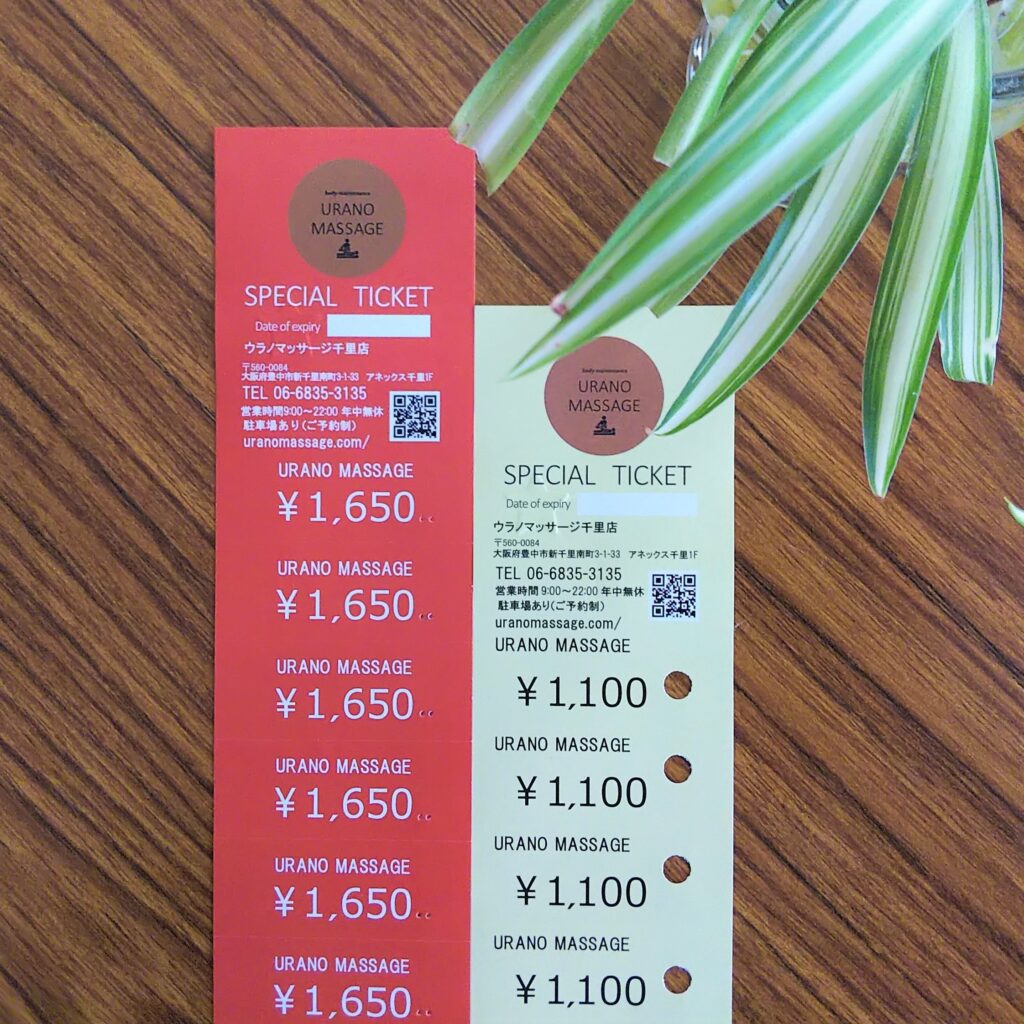 body maintenance
URANO
MASSAGE
SPECIAL TICKET
Date of expiry
ウラノマッサージ千里店
〒560-0084
大阪府豊中市新千里南町3-1-33 アネックス千里1F
TEL 06-6835-3135
営業時間9:00～22:00 年中無休
駐車場あり(ご予約制)
uranomassage.com/
URANO MASSAGE
¥1,650
URANO MASSAGE
¥1,650
URANO MASSAGE
¥1,650
URANO MASSAGE
¥1,650
URANO MASSAGE
¥1,650
URANO MASSAGE
¥1,650
body maintenance
URANO
MASSAGE
SPECIAL TICKET
Date of expiry
ウラノマッサージ千里店
〒560-0084
大阪府豊中市新千里南町3-1-33 アネックス千里1F
TEL 06-6835-3135
営業時間9:00～22:00 年中無休
駐車場あり(ご予約制)
uranomassage.com/
URANO MASSAGE
¥1,100
URANO MASSAGE
¥1,100
URANO MASSAGE
¥1,100
URANO MASSAGE
¥1,100